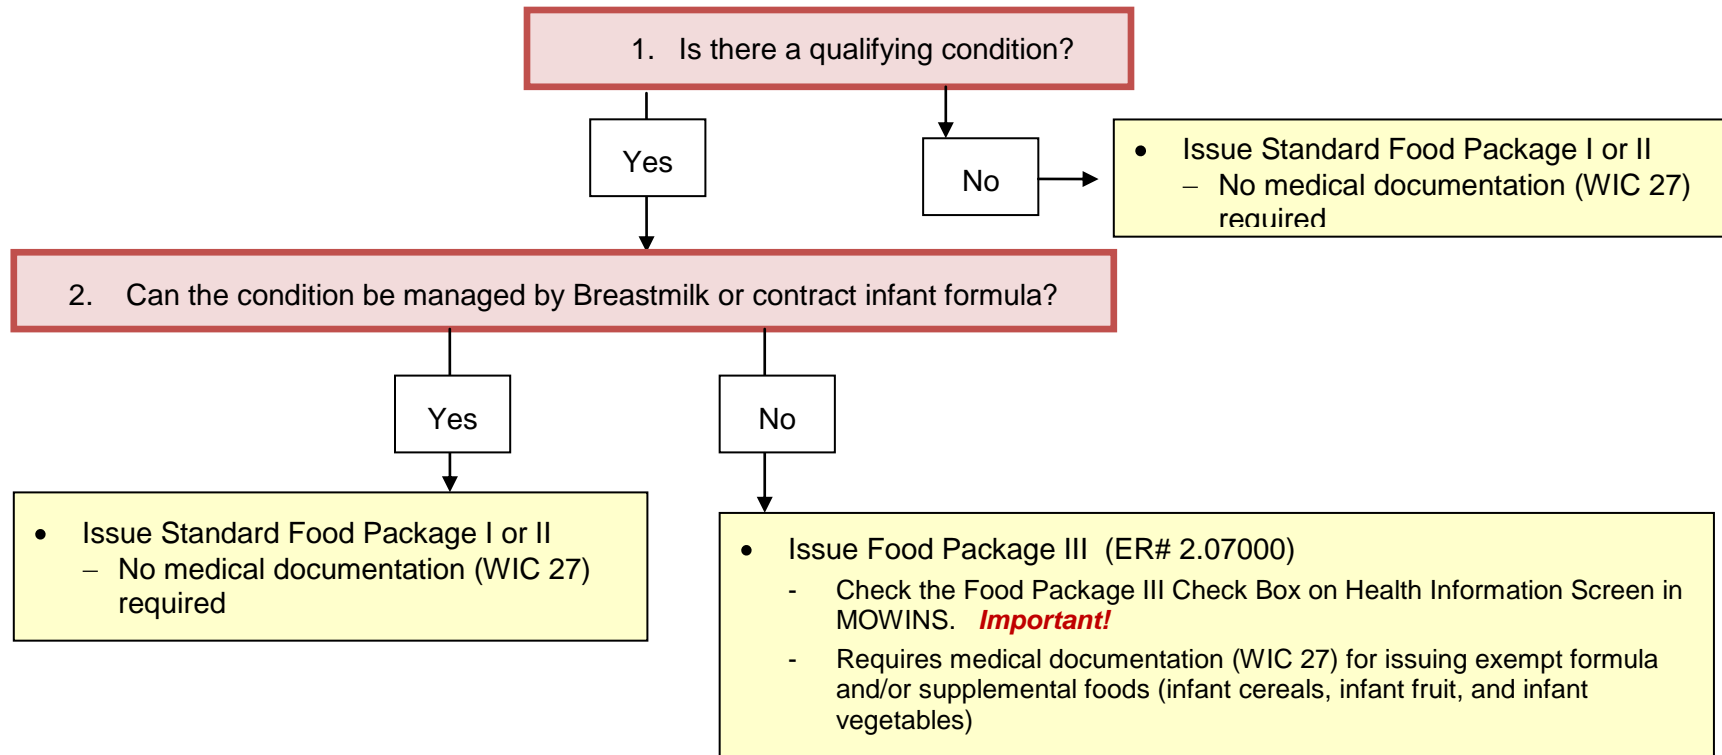 1. Is there a qualifying condition?
Yes
No
• Issue Standard Food Package I or II
– No medical documentation (WIC 27)
required
2. Can the condition be managed by Breastmilk or contract infant formula?
Yes
No
• Issue Standard Food Package I or II
– No medical documentation (WIC 27)
required
• Issue Food Package III (ER# 2.07000)
- Check the Food Package III Check Box on Health Information Screen in
MOWINS. Important!
- Requires medical documentation (WIC 27) for issuing exempt formula
and/or supplemental foods (infant cereals, infant fruit, and infant
vegetables)